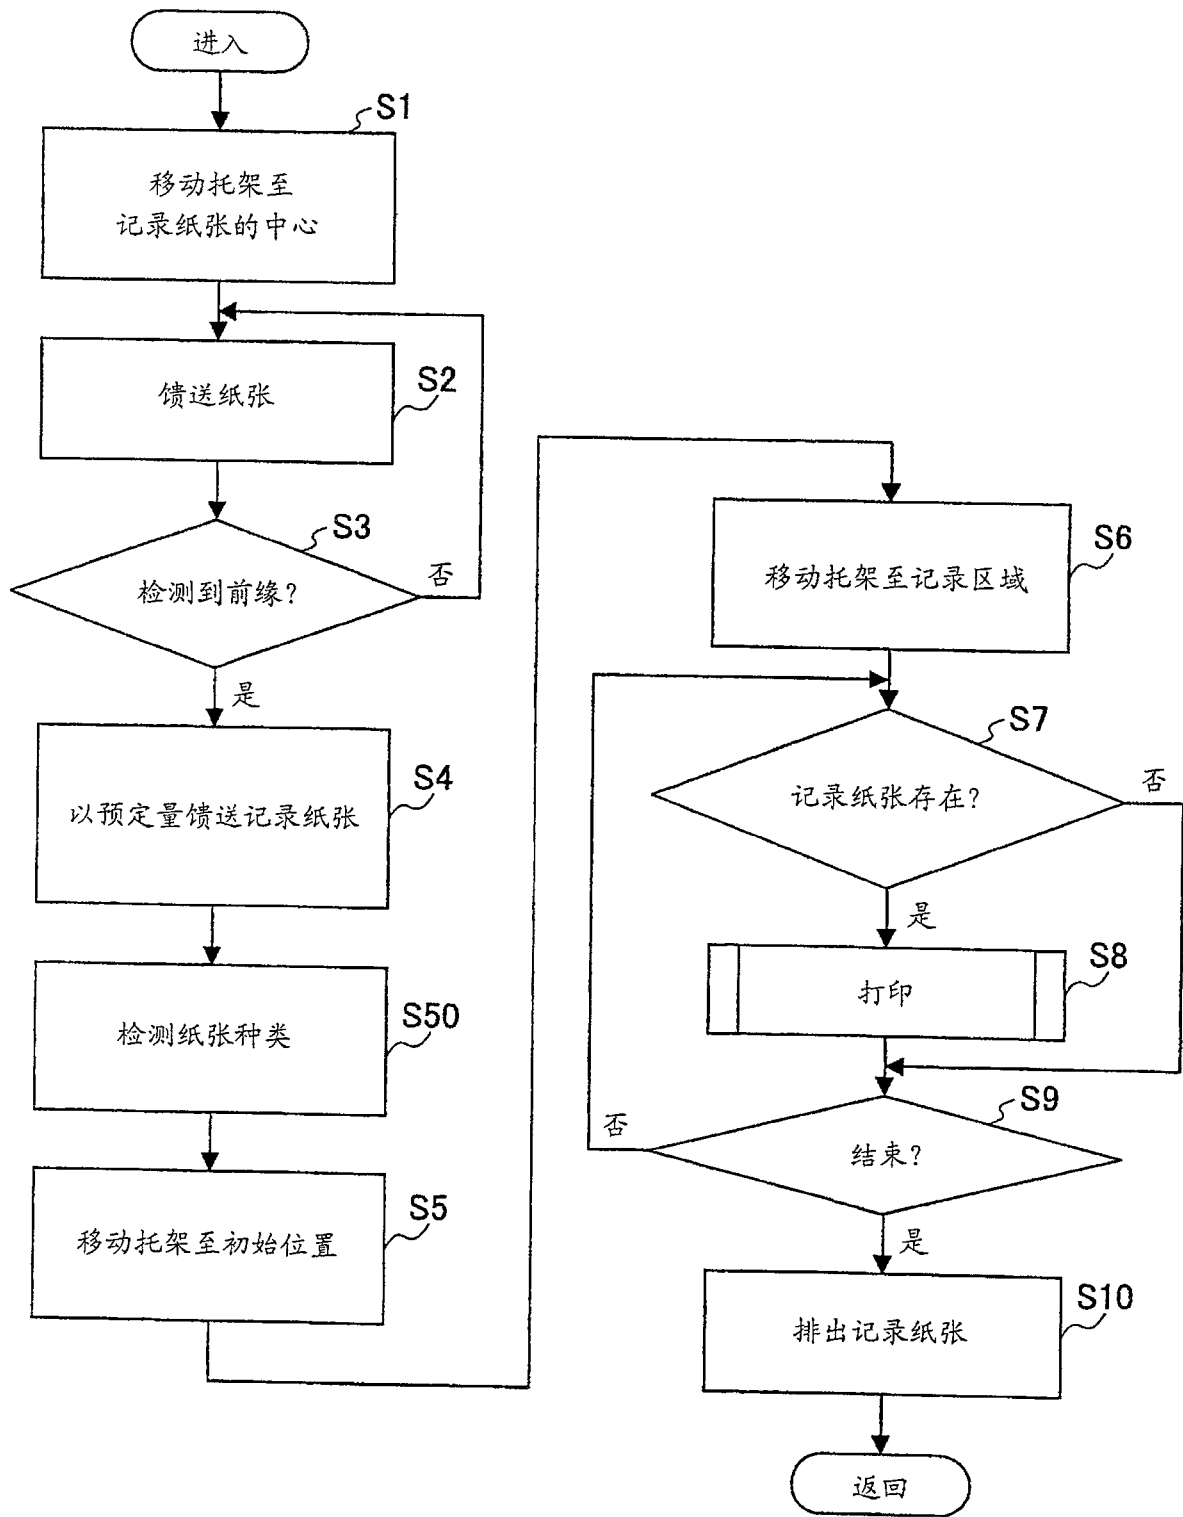 进入
S1
移动托架至
记录纸张的中心
馈送纸张
S2
S3
检测到前缘?
否
是
以预定量馈送记录纸张
S4
检测纸张种类
S50
移动托架至初始位置
S5
移动托架至记录区域
S6
S7
记录纸张存在?
否
是
打印
S8
S9
结束?
否
是
排出记录纸张
S10
返回